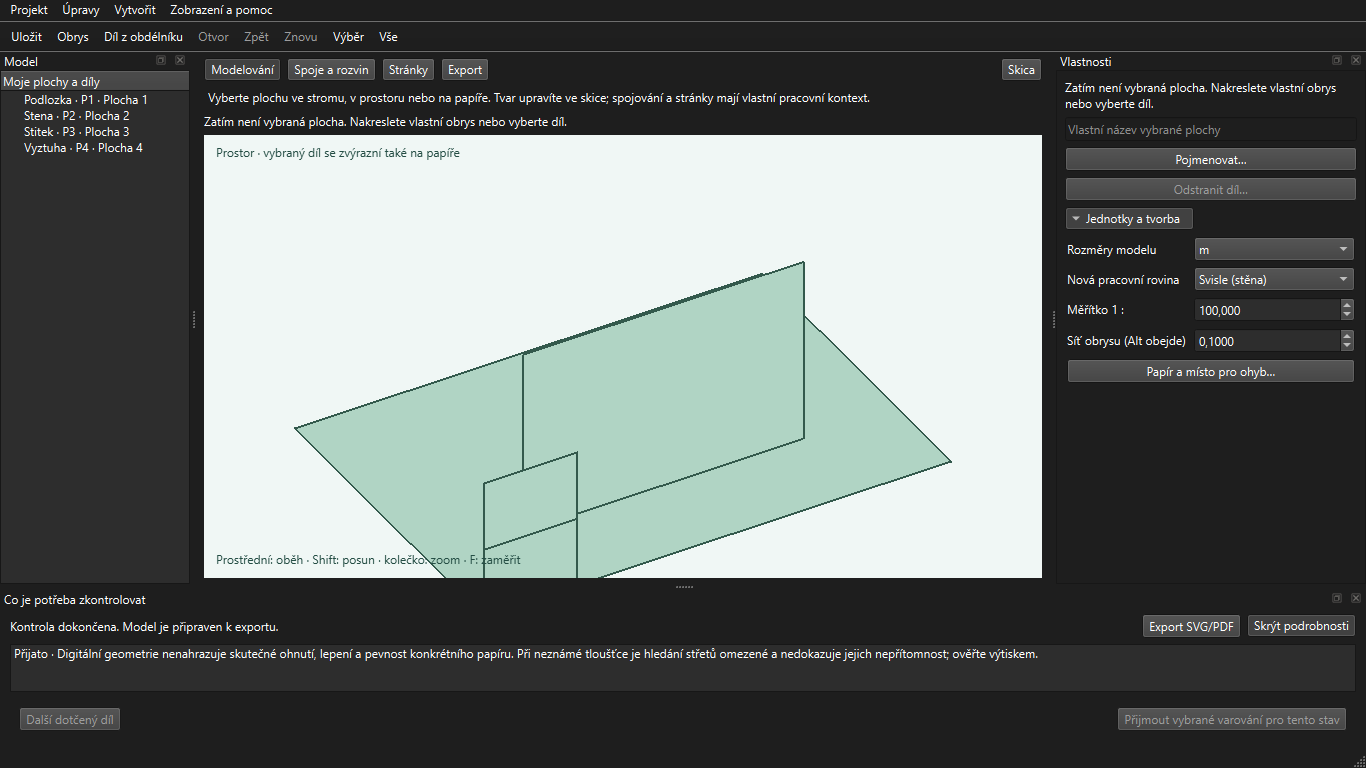 Projekt Úpravy Vytvořit Zobrazení a pomoc
Uložit Obrys Díl z obdélníku Otvor Zpět Znovu Výběr Vše
Model
Moje plochy a díly
Podlozka · P1 · Plocha 1
Stena · P2 · Plocha 2
Stitek · P3 · Plocha 3
Vyztuha · P4 · Plocha 4
Modelování Spoje a rozvin Stránky Export Skica
Vyberte plochu ve stromu, v prostoru nebo na papíře. Tvar upravíte ve skice; spojování a stránky mají vlastní pracovní kontext.
Zatím není vybraná plocha. Nakreslete vlastní obrys nebo vyberte díl.
Prostor · vybraný díl se zvýrazní také na papíře
Prostřední: oběh · Shift: posun · kolečko: zoom · F: zaměřit
Vlastnosti
Zatím není vybraná plocha. Nakreslete vlastní obrys
nebo vyberte díl.
Vlastní název vybrané plochy
Pojmenovat...
Odstranit díl...
Jednotky a tvorba
Rozměry modelu m
Nová pracovní rovina Svisle (stěna)
Měřítko 1 : 100,000
Síť obrysu (Alt obejde) 0,1000
Papír a místo pro ohyb...
Co je potřeba zkontrolovat
Kontrola dokončena. Model je připraven k exportu.
Export SVG/PDF Skrýt podrobnosti
Přijato · Digitální geometrie nenahrazuje skutečné ohnutí, lepení a pevnost konkrétního papíru. Při neznámé tloušťce je hledání střetů omezené a nedokazuje jejich nepřítomnost; ověřte výtiskem.
Další dotčený díl Přijmout vybrané varování pro tento stav